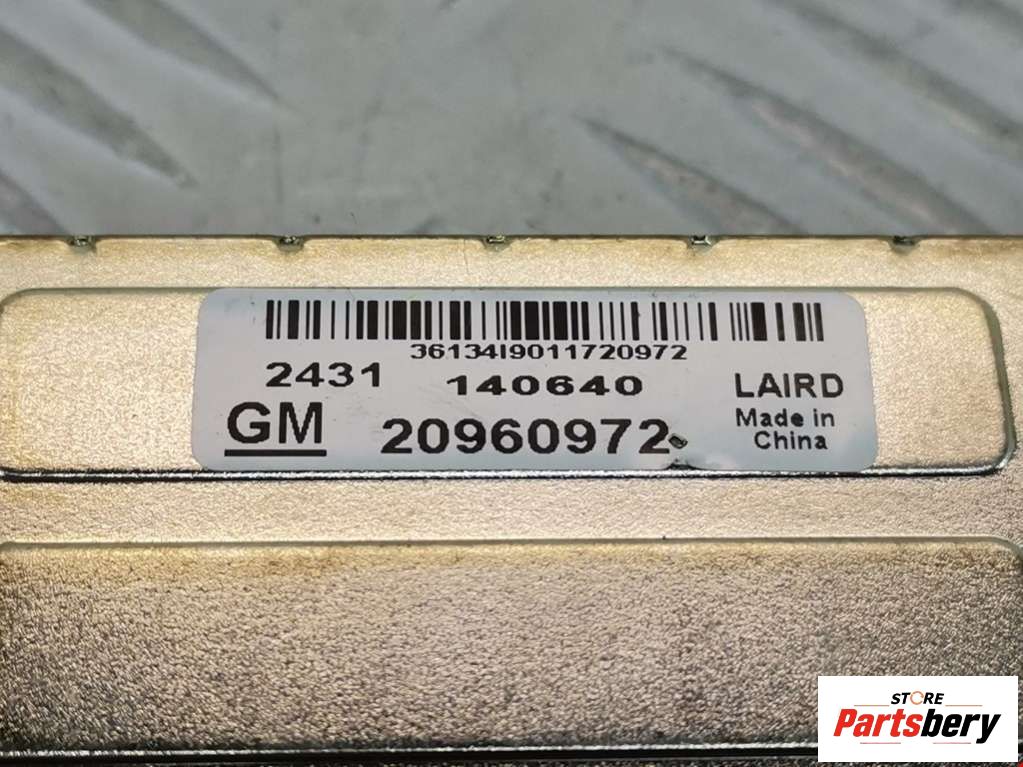 36134I9011720972
2431 140640 LAIRD
GM 20960972 Made in
China
STORE
Partsbery